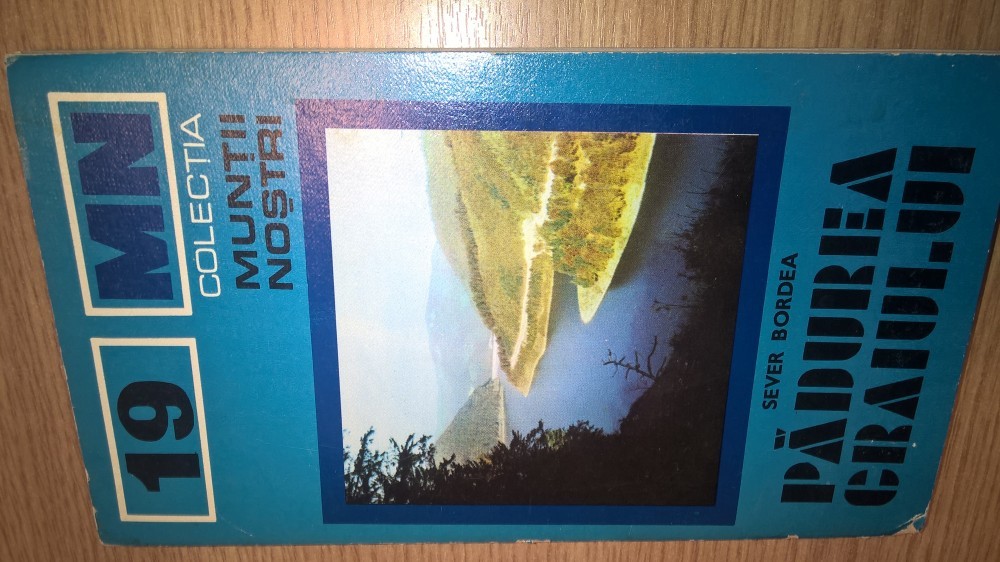 19
MN
COLECȚIA
MUNȚII
NOȘTRI
SEVER BORDEA
PĂDUREA
CRAIULUI